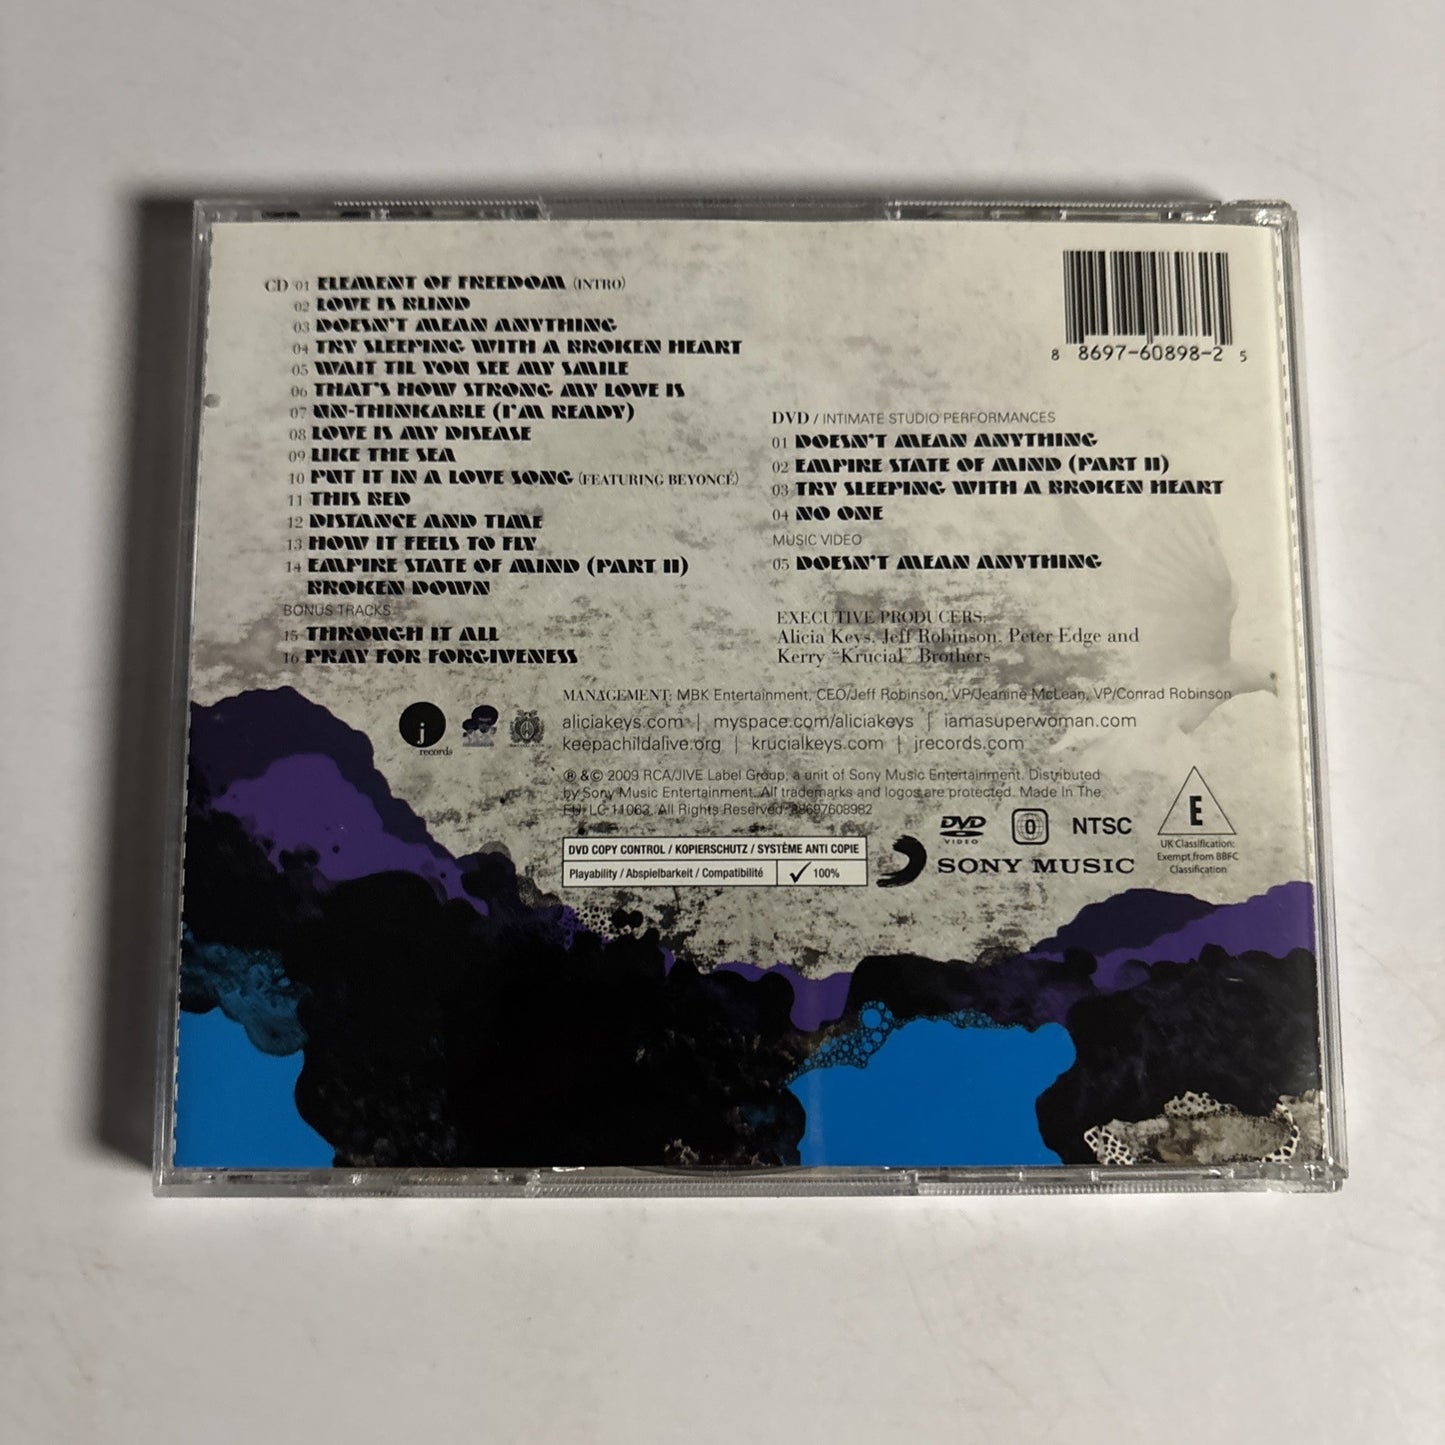 CD 01 ELEMENT OF FREEDOM (INTRO)
02 LOVE IS BLIND
03 DOESN'T MEAN ANYTHING
04 TRY SLEEPING WITH A BROKEN HEART
05 WAIT TIL YOU SEE MY SMILE
06 THAT'S HOW STRONG MY LOVE IS
07 UN-THINKABLE (I'M READY)
08 LOVE IS MY DISEASE
09 LIKE THE SEA
10 PUT IT IN A LOVE SONG (FEATURING BEYONCÉ)
11 THIS BED
12 DISTANCE AND TIME
13 HOW IT FEELS TO FLY
14 EMPIRE STATE OF MIND (PART II)
BROKEN DOWN
BONUS TRACKS
15 THROUGH IT ALL
16 PRAY FOR FORGIVENESS
8 8697-60898-2 5
DVD / INTIMATE STUDIO PERFORMANCES
01 DOESN'T MEAN ANYTHING
02 EMPIRE STATE OF MIND (PART II)
03 TRY SLEEPING WITH A BROKEN HEART
04 NO ONE
MUSIC VIDEO
05 DOESN'T MEAN ANYTHING
EXECUTIVE PRODUCERS:
Alicia Keys, Jeff Robinson, Peter Edge and
Kerry "Krucial" Brothers
MANAGEMENT: MBK Entertainment, CEO/Jeff Robinson, VP/Jeanine McLean, VP/Conrad Robinson
j records
aliciakeys.com | myspace.com/aliciakeys | iamasuperwoman.com
keepachildalive.org | krucialkeys.com | jrecords.com
℗ &© 2009 RCA/JIVE Label Group, a unit of Sony Music Entertainment. Distributed
by Sony Music Entertainment. All trademarks and logos are protected. Made In The
EU. LC 11063. All Rights Reserved. 88697608982
DVD COPY CONTROL / KOPIERSCHUTZ / SYSTÈME ANTI COPIE
Playability / Abspielbarkeit / Compatibilité ✓ 100%
DVD VIDEO
0
NTSC
SONY MUSIC
E
UK Classification:
Exempt from BBFC
Classification